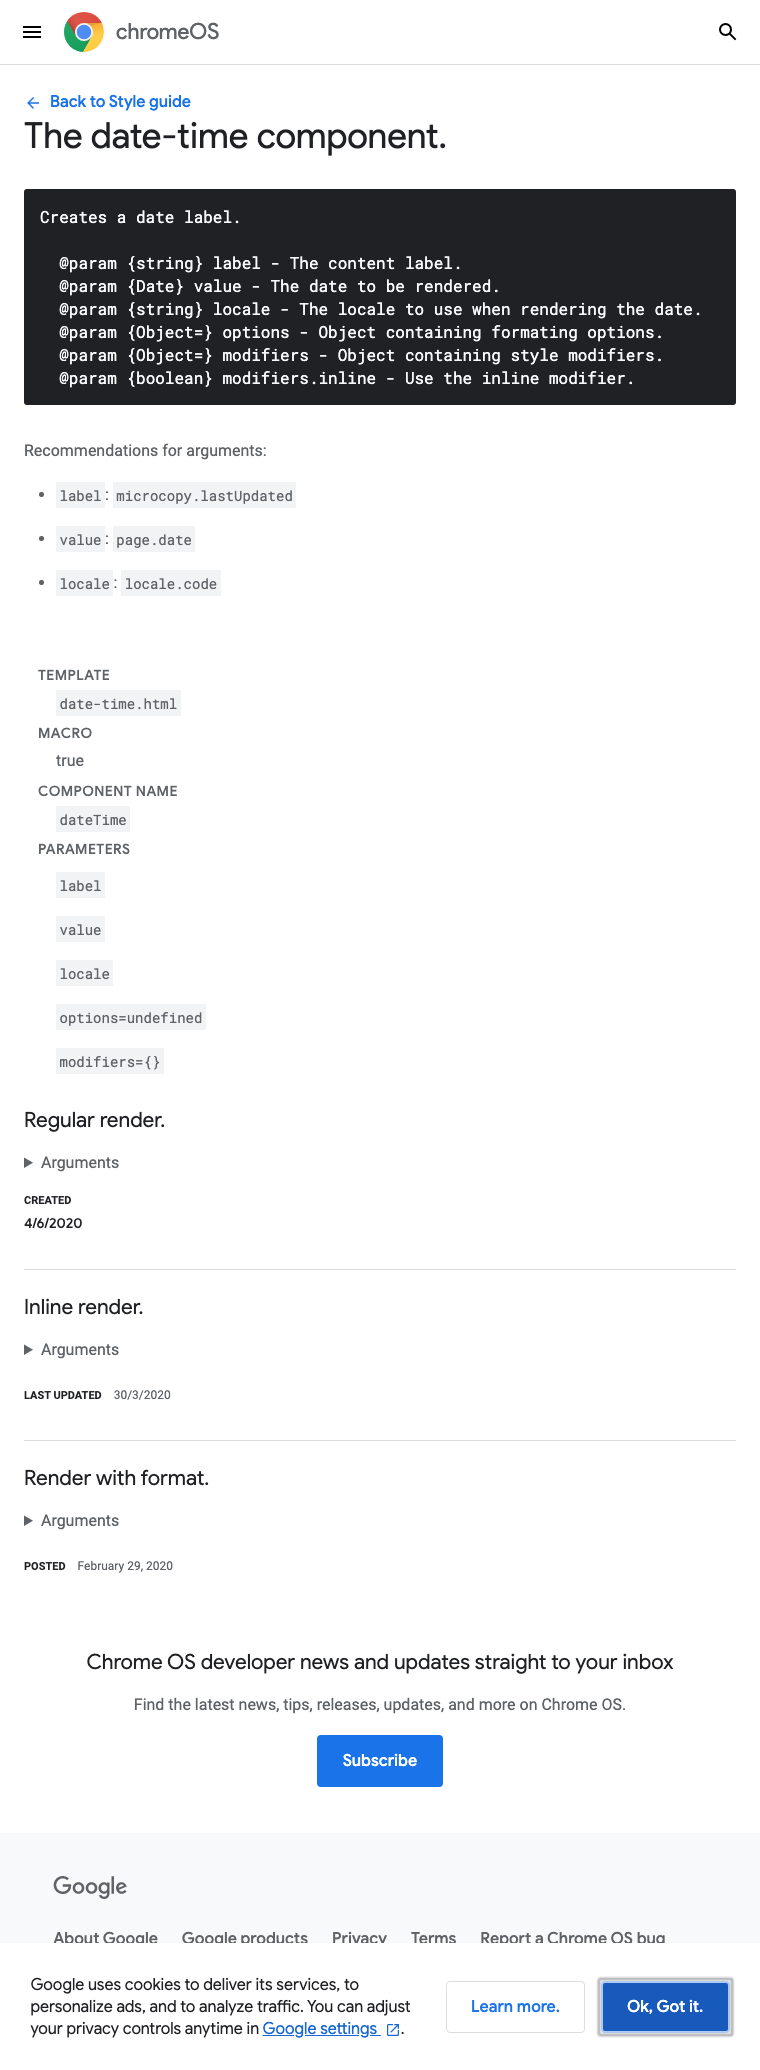 chromeOS
Back to Style guide
The date-time component.
Creates a date label.
@param {string} label - The content label.
@param {Date} value - The date to be rendered.
@param {string} locale - The locale to use when rendering the date.
@param {Object=} options - Object containing formating options.
@param {Object=} modifiers - Object containing style modifiers.
@param {boolean} modifiers.inline - Use the inline modifier.
Recommendations for arguments:
• label: microcopy.lastUpdated
• value: page.date
• locale: locale.code
TEMPLATE
date-time.html
MACRO
true
COMPONENT NAME
dateTime
PARAMETERS
label
value
locale
options=undefined
modifiers={}
Regular render.
Arguments
CREATED
4/6/2020
Inline render.
Arguments
LAST UPDATED 30/3/2020
Render with format.
Arguments
POSTED February 29, 2020
Chrome OS developer news and updates straight to your inbox
Find the latest news, tips, releases, updates, and more on Chrome OS.
Subscribe
Google
About Google Google products Privacy Terms Report a Chrome OS bug
Google uses cookies to deliver its services, to
personalize ads, and to analyze traffic. You can adjust
your privacy controls anytime in Google settings .
Learn more.
Ok, Got it.